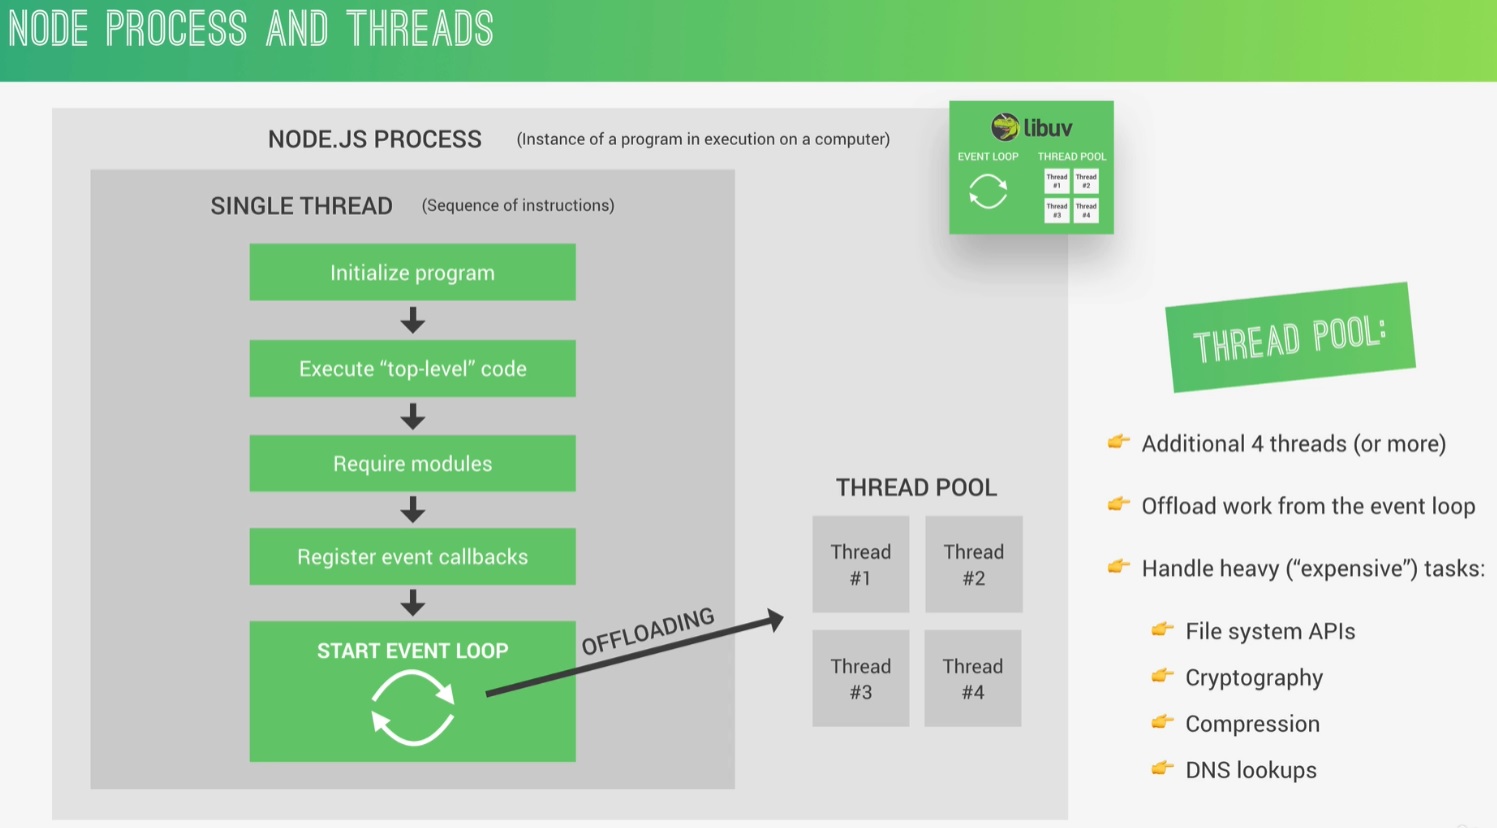 NODE PROCESS AND THREADS
NODE.JS PROCESS (Instance of a program in execution on a computer)
libuv
EVENT LOOP THREAD POOL
Thread #1
Thread #2
Thread #3
Thread #4
SINGLE THREAD (Sequence of instructions)
Initialize program
Execute “top-level” code
Require modules
Register event callbacks
START EVENT LOOP
OFFLOADING
THREAD POOL
Thread
#1
Thread
#2
Thread
#3
Thread
#4
THREAD POOL:
Additional 4 threads (or more)
Offload work from the event loop
Handle heavy (“expensive”) tasks:
File system APIs
Cryptography
Compression
DNS lookups